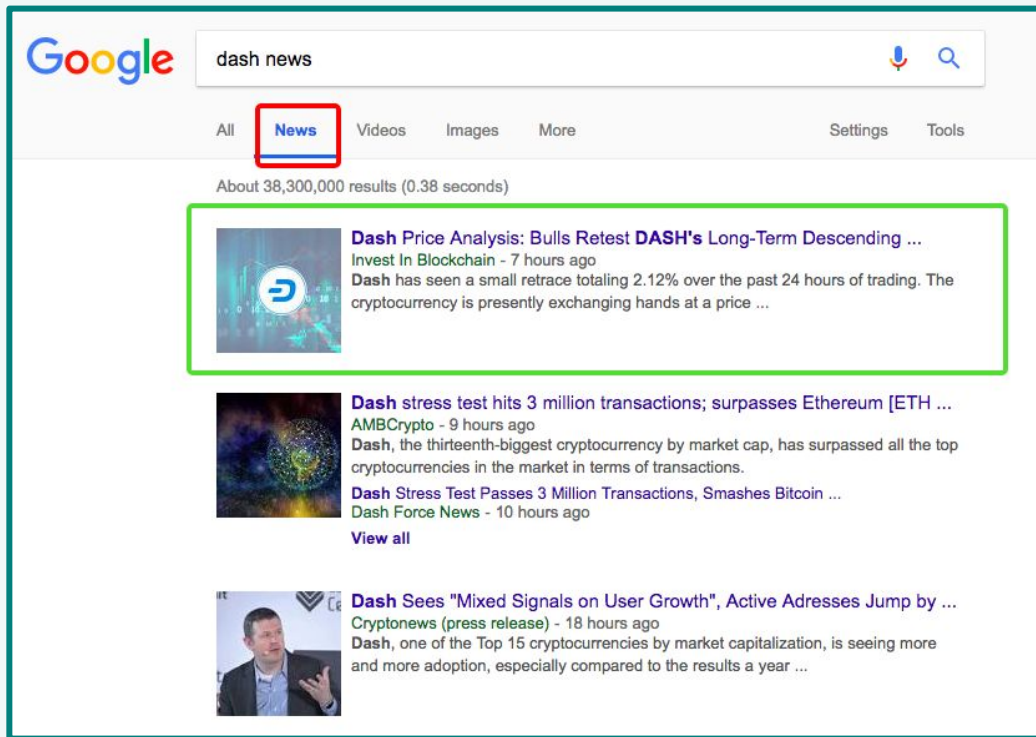 Google
dash news
All News Videos Images More Settings Tools
About 38,300,000 results (0.38 seconds)
Dash Price Analysis: Bulls Retest DASH's Long-Term Descending ...
Invest In Blockchain - 7 hours ago
Dash has seen a small retrace totaling 2.12% over the past 24 hours of trading. The
cryptocurrency is presently exchanging hands at a price ...
Dash stress test hits 3 million transactions; surpasses Ethereum [ETH ...
AMBCrypto - 9 hours ago
Dash, the thirteenth-biggest cryptocurrency by market cap, has surpassed all the top
cryptocurrencies in the market in terms of transactions.
Dash Stress Test Passes 3 Million Transactions, Smashes Bitcoin ...
Dash Force News - 10 hours ago
View all
Dash Sees "Mixed Signals on User Growth", Active Adresses Jump by ...
Cryptonews (press release) - 18 hours ago
Dash, one of the Top 15 cryptocurrencies by market capitalization, is seeing more
and more adoption, especially compared to the results a year ...